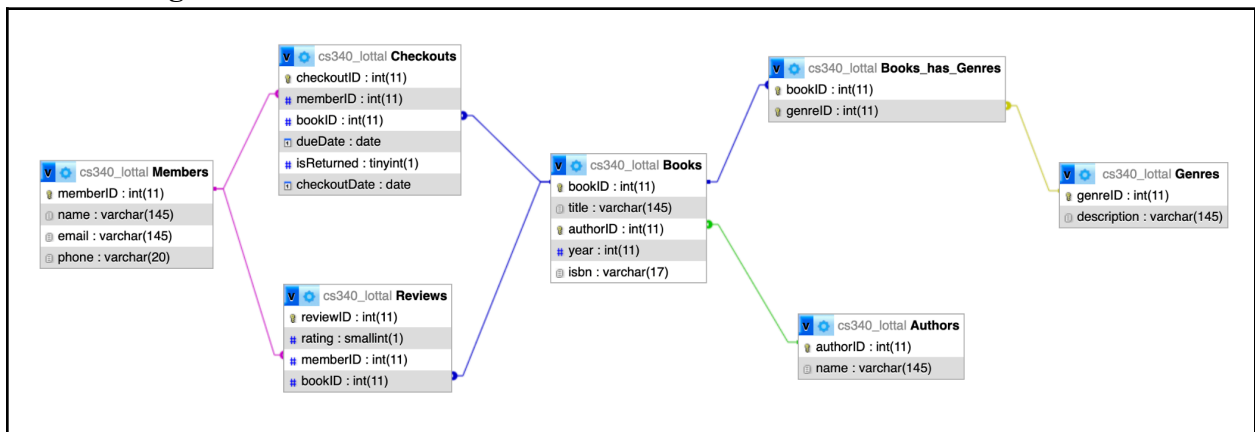 cs340_lottal Checkouts
checkoutID : int(11)
memberID : int(11)
bookID : int(11)
dueDate : date
isReturned : tinyint(1)
checkoutDate : date
cs340_lottal Members
memberID : int(11)
name : varchar(145)
email : varchar(145)
phone : varchar(20)
cs340_lottal Reviews
reviewID : int(11)
rating : smallint(1)
memberID : int(11)
bookID : int(11)
cs340_lottal Books
bookID : int(11)
title : varchar(145)
authorID : int(11)
year : int(11)
isbn : varchar(17)
cs340_lottal Books_has_Genres
bookID : int(11)
genreID : int(11)
cs340_lottal Genres
genreID : int(11)
description : varchar(145)
cs340_lottal Authors
authorID : int(11)
name : varchar(145)